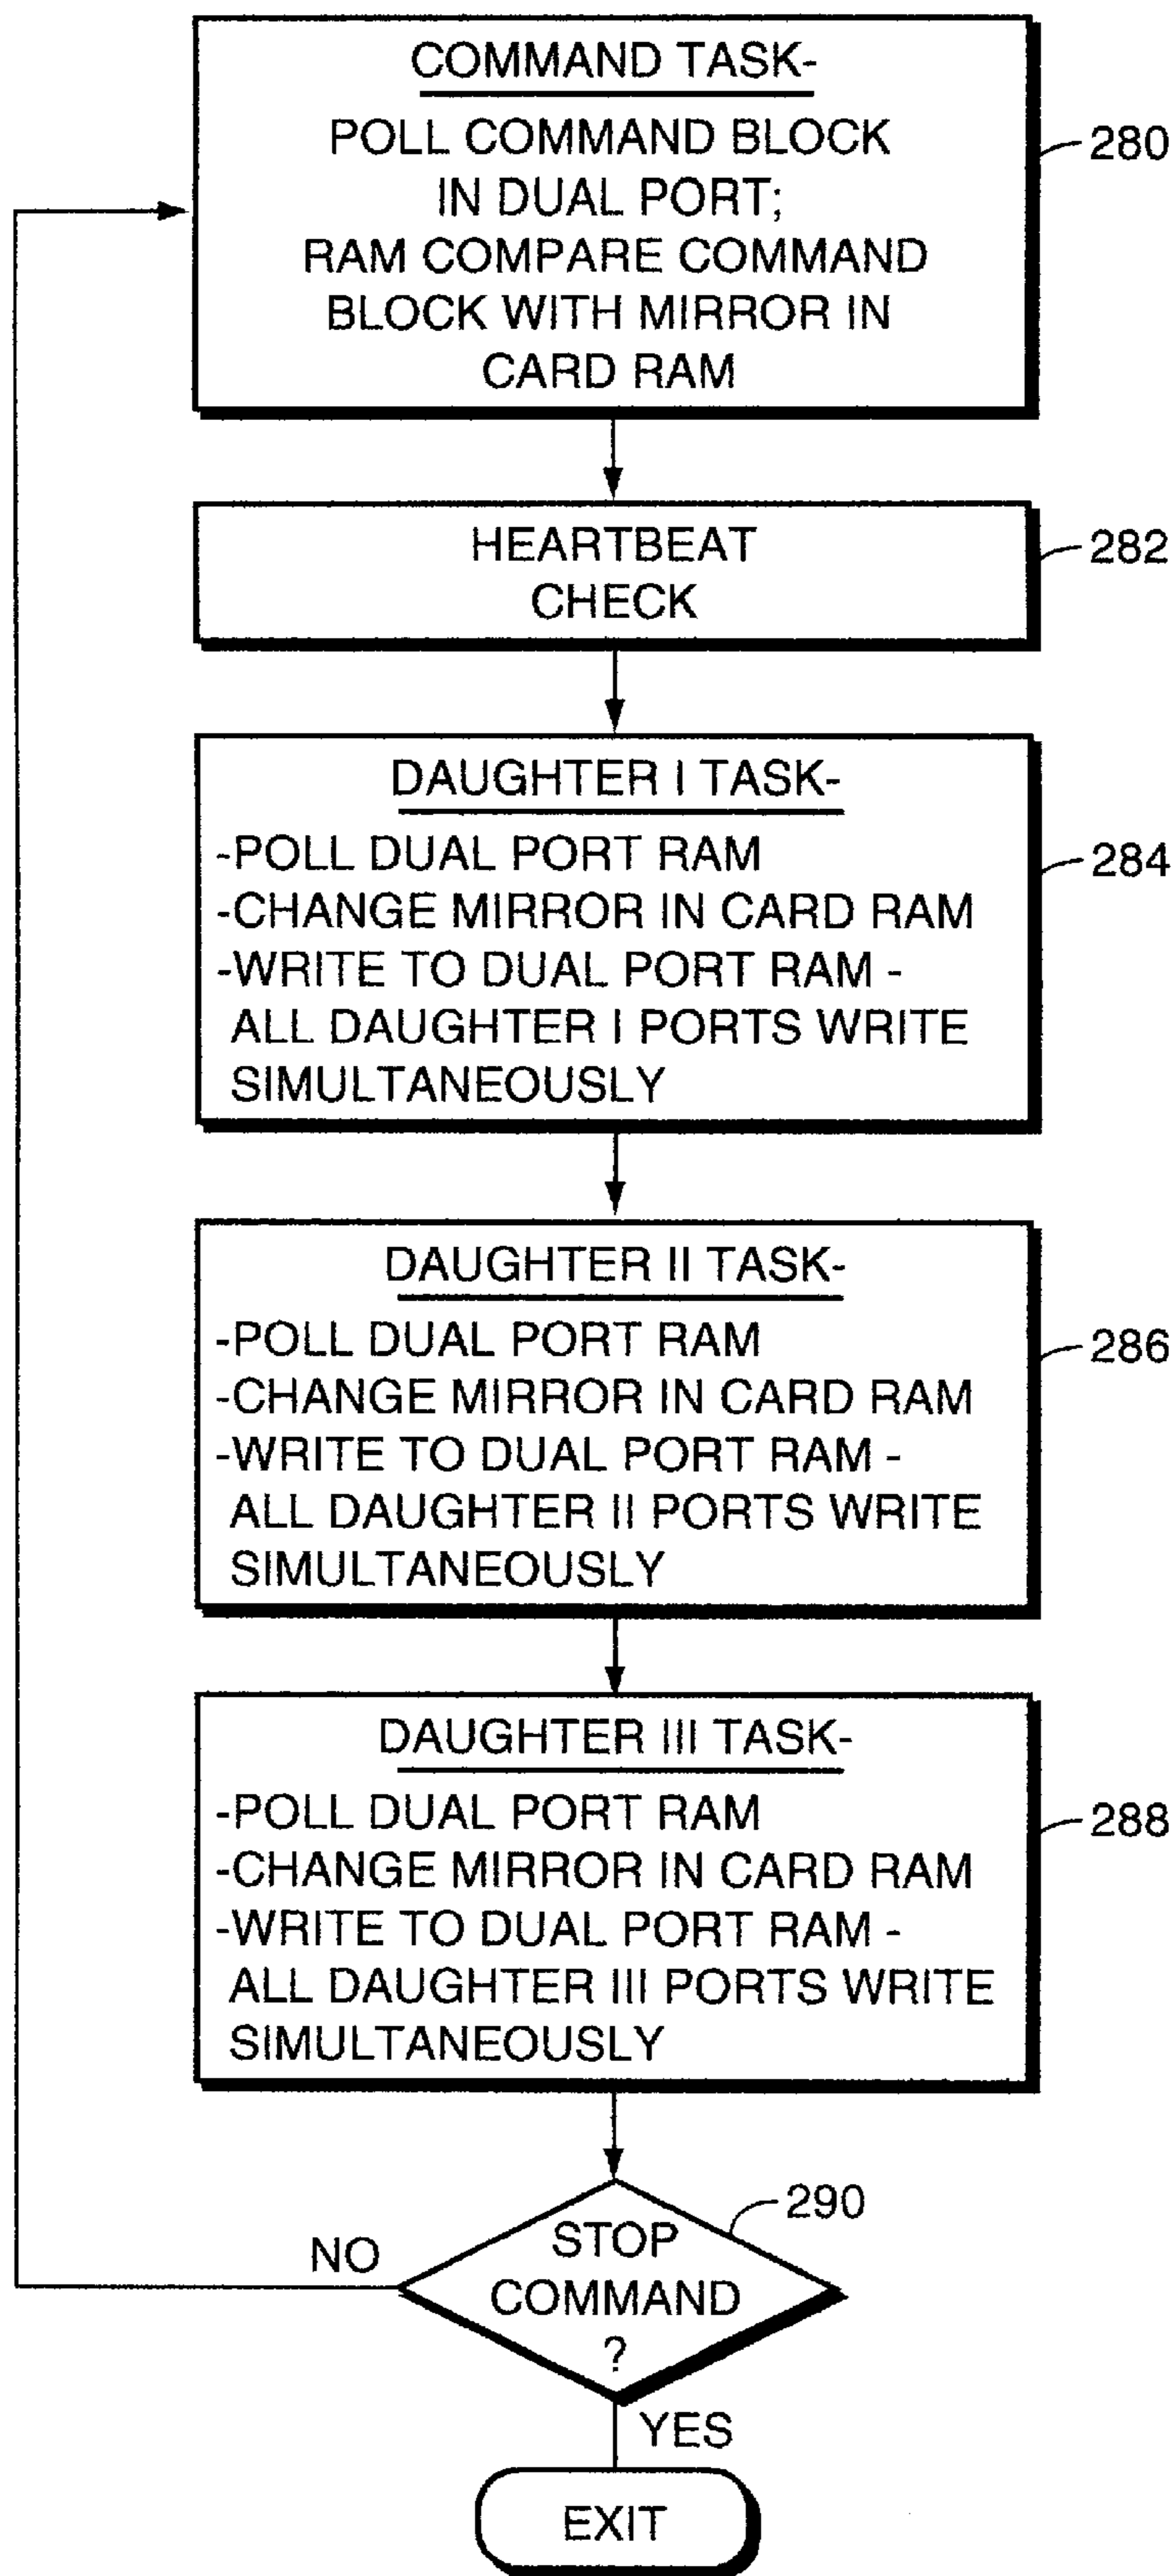 COMMAND TASK-
POLL COMMAND BLOCK
IN DUAL PORT;
RAM COMPARE COMMAND
BLOCK WITH MIRROR IN
CARD RAM
280
HEARTBEAT
CHECK
282
DAUGHTER I TASK-
-POLL DUAL PORT RAM
-CHANGE MIRROR IN CARD RAM
-WRITE TO DUAL PORT RAM -
ALL DAUGHTER I PORTS WRITE
SIMULTANEOUSLY
284
DAUGHTER II TASK-
-POLL DUAL PORT RAM
-CHANGE MIRROR IN CARD RAM
-WRITE TO DUAL PORT RAM -
ALL DAUGHTER II PORTS WRITE
SIMULTANEOUSLY
286
DAUGHTER III TASK-
-POLL DUAL PORT RAM
-CHANGE MIRROR IN CARD RAM
-WRITE TO DUAL PORT RAM -
ALL DAUGHTER III PORTS WRITE
SIMULTANEOUSLY
288
290
STOP
COMMAND
?
NO
YES
EXIT